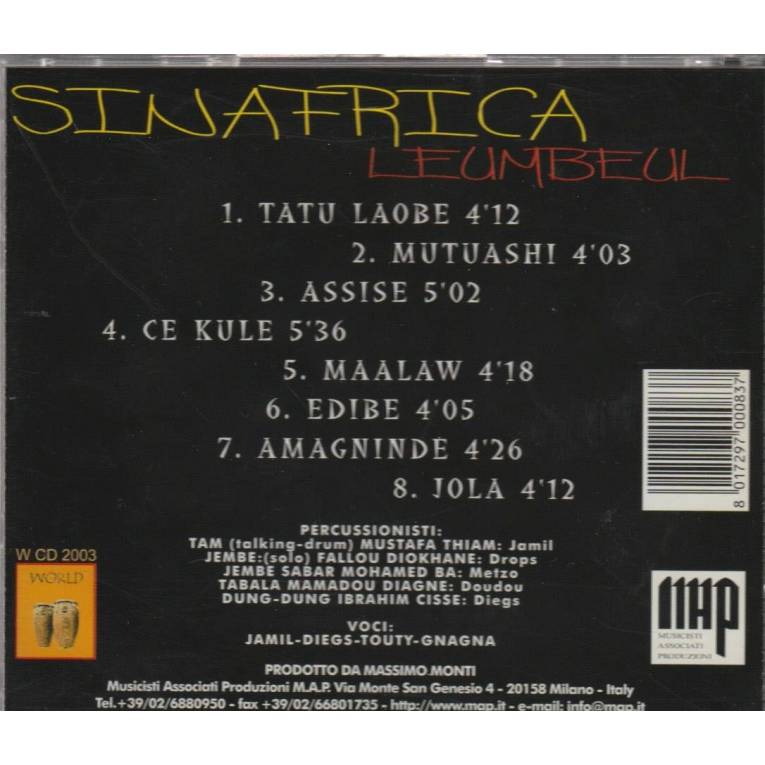 SINAFRICA
LEUMBEUL
1. TATU LAOBE 4'12
2. MUTUASHI 4'03
3. ASSISE 5'02
4. CE KULE 5'36
5. MAALAW 4'18
6. EDIBE 4'05
7. AMAGNINDE 4'26
8. JOLA 4'12
8 017297 000837
PERCUSSIONISTI:
TAM (talking-drum) MUSTAFA THIAM: Jamil
JEMBE:(solo) FALLOU DIOKHANE: Drops
JEMBE SABAR MOHAMED BA: Metzo
TABALA MAMADOU DIAGNE: Doudou
DUNG-DUNG IBRAHIM CISSE: Diegs
W CD 2003
WORLD
VOCI:
JAMIL-DIEGS-TOUTY-GNAGNA
MAP
MUSICISTI
ASSOCIATI
PRODUZIONI
PRODOTTO DA MASSIMO MONTI
Musicisti Associati Produzioni M.A.P. Via Monte San Genesio 4 - 20158 Milano - Italy
Tel.+39/02/6880950 - fax +39/02/66801735 - http://www.map.it - e-mail: info@map.it